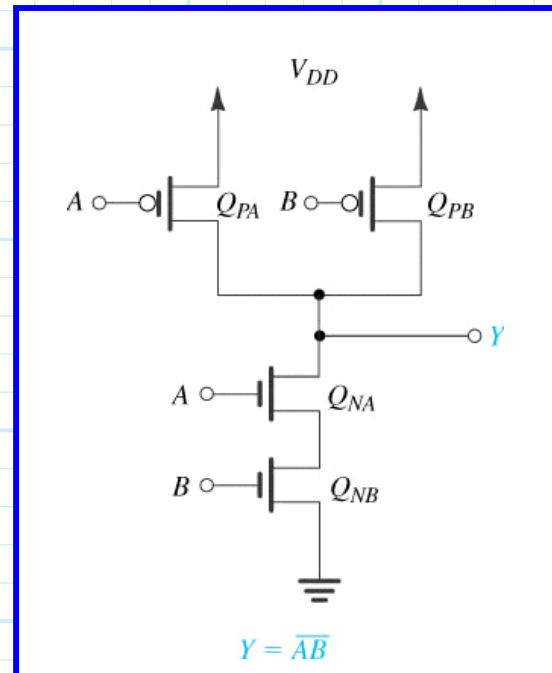 V_DD
A Q_PA B Q_PB
Y
A Q_NA
B Q_NB
Y = \overline{AB}